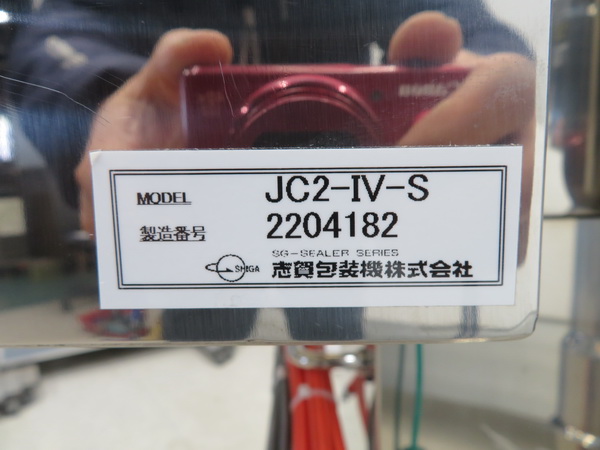 MODEL JC2-IV-S
製造番号 2204182
SG-SEALER SERIES
SHIGA 志賀包装機株式会社